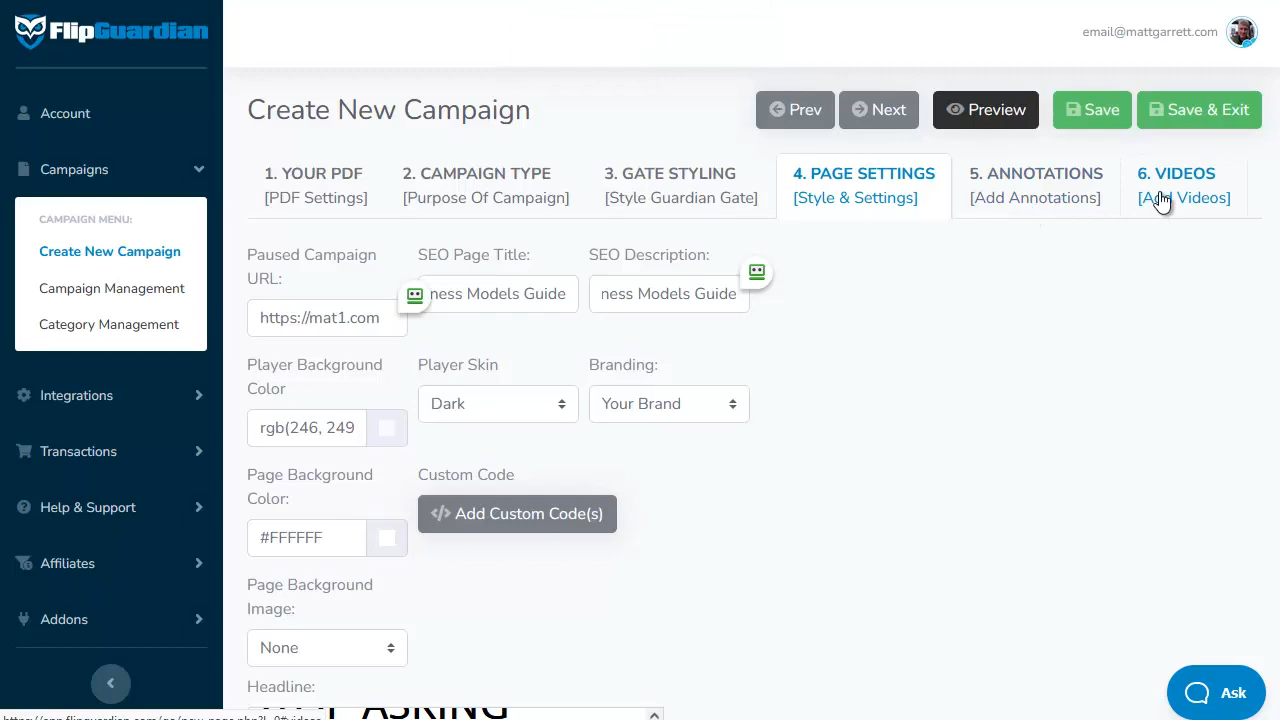 FlipGuardian
email@mattgarrett.com
Account
Campaigns
CAMPAIGN MENU:
Create New Campaign
Campaign Management
Category Management
Integrations
Transactions
Help & Support
Affiliates
Addons
Create New Campaign
Prev
Next
Preview
Save
Save & Exit
1. YOUR PDF
[PDF Settings]
2. CAMPAIGN TYPE
[Purpose Of Campaign]
3. GATE STYLING
[Style Guardian Gate]
4. PAGE SETTINGS
[Style & Settings]
5. ANNOTATIONS
[Add Annotations]
6. VIDEOS
[Add Videos]
Paused Campaign
URL:
https://mat1.com
SEO Page Title:
ness Models Guide
SEO Description:
ness Models Guide
Player Background
Color
rgb(246, 249
Player Skin
Dark
Branding:
Your Brand
Page Background
Color:
#FFFFFF
Custom Code
</> Add Custom Code(s)
Page Background
Image:
None
Headline:
ASKING
Ask